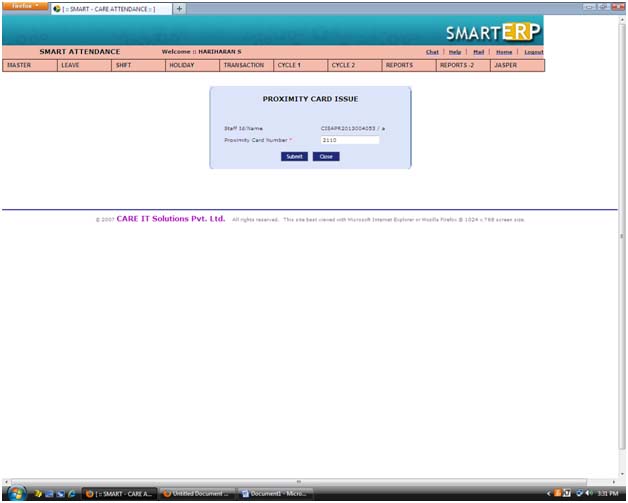 Firefox
[ :: SMART - CARE ATTENDANCE :: ]
SMARTERP
SMART ATTENDANCE
Welcome :: HARIHARAN S
Chat | Help | Mail | Home | Logout
MASTER LEAVE SHIFT HOLIDAY TRANSACTION CYCLE 1 CYCLE 2 REPORTS REPORTS -2 JASPER
PROXIMITY CARD ISSUE
Staff Id/Name CISAPR2013004053 / a
Proximity Card Number * 2110
Submit Close
© 2007 CARE IT Solutions Pvt. Ltd. All rights reserved. This site best viewed with Microsoft Internet Explorer or Mozilla Firefox @ 1024 x 768 screen size.
[ :: SMART - CARE A... Untitled Document ... Document1 - Micro... 3:31 PM